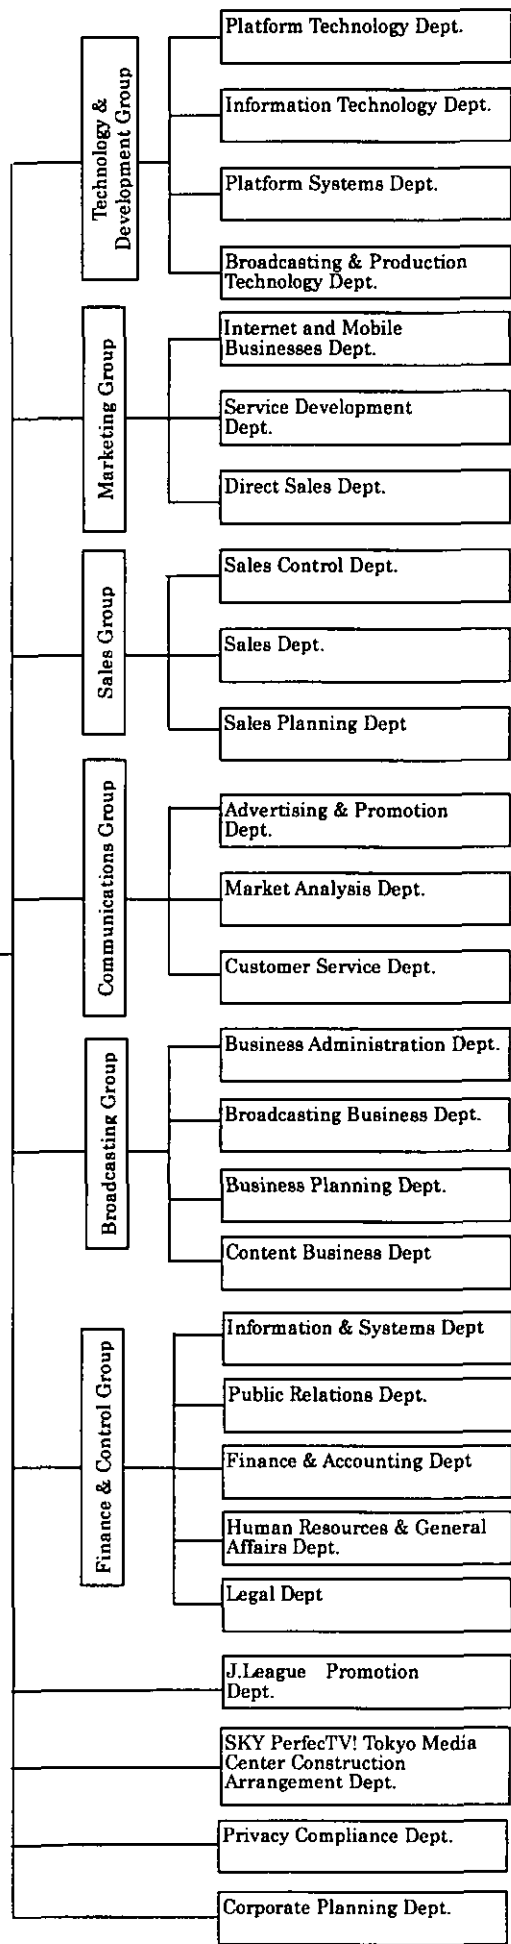 Technology &
Development Group
Platform Technology Dept.
Information Technology Dept.
Platform Systems Dept.
Broadcasting & Production
Technology Dept.
Marketing Group
Internet and Mobile
Businesses Dept.
Service Development
Dept.
Direct Sales Dept.
Sales Group
Sales Control Dept.
Sales Dept.
Sales Planning Dept
Communications Group
Advertising & Promotion
Dept.
Market Analysis Dept.
Customer Service Dept.
Broadcasting Group
Business Administration Dept.
Broadcasting Business Dept.
Business Planning Dept.
Content Business Dept
Finance & Control Group
Information & Systems Dept
Public Relations Dept.
Finance & Accounting Dept
Human Resources & General
Affairs Dept.
Legal Dept
J.League Promotion
Dept.
SKY PerfecTV! Tokyo Media
Center Construction
Arrangement Dept.
Privacy Compliance Dept.
Corporate Planning Dept.